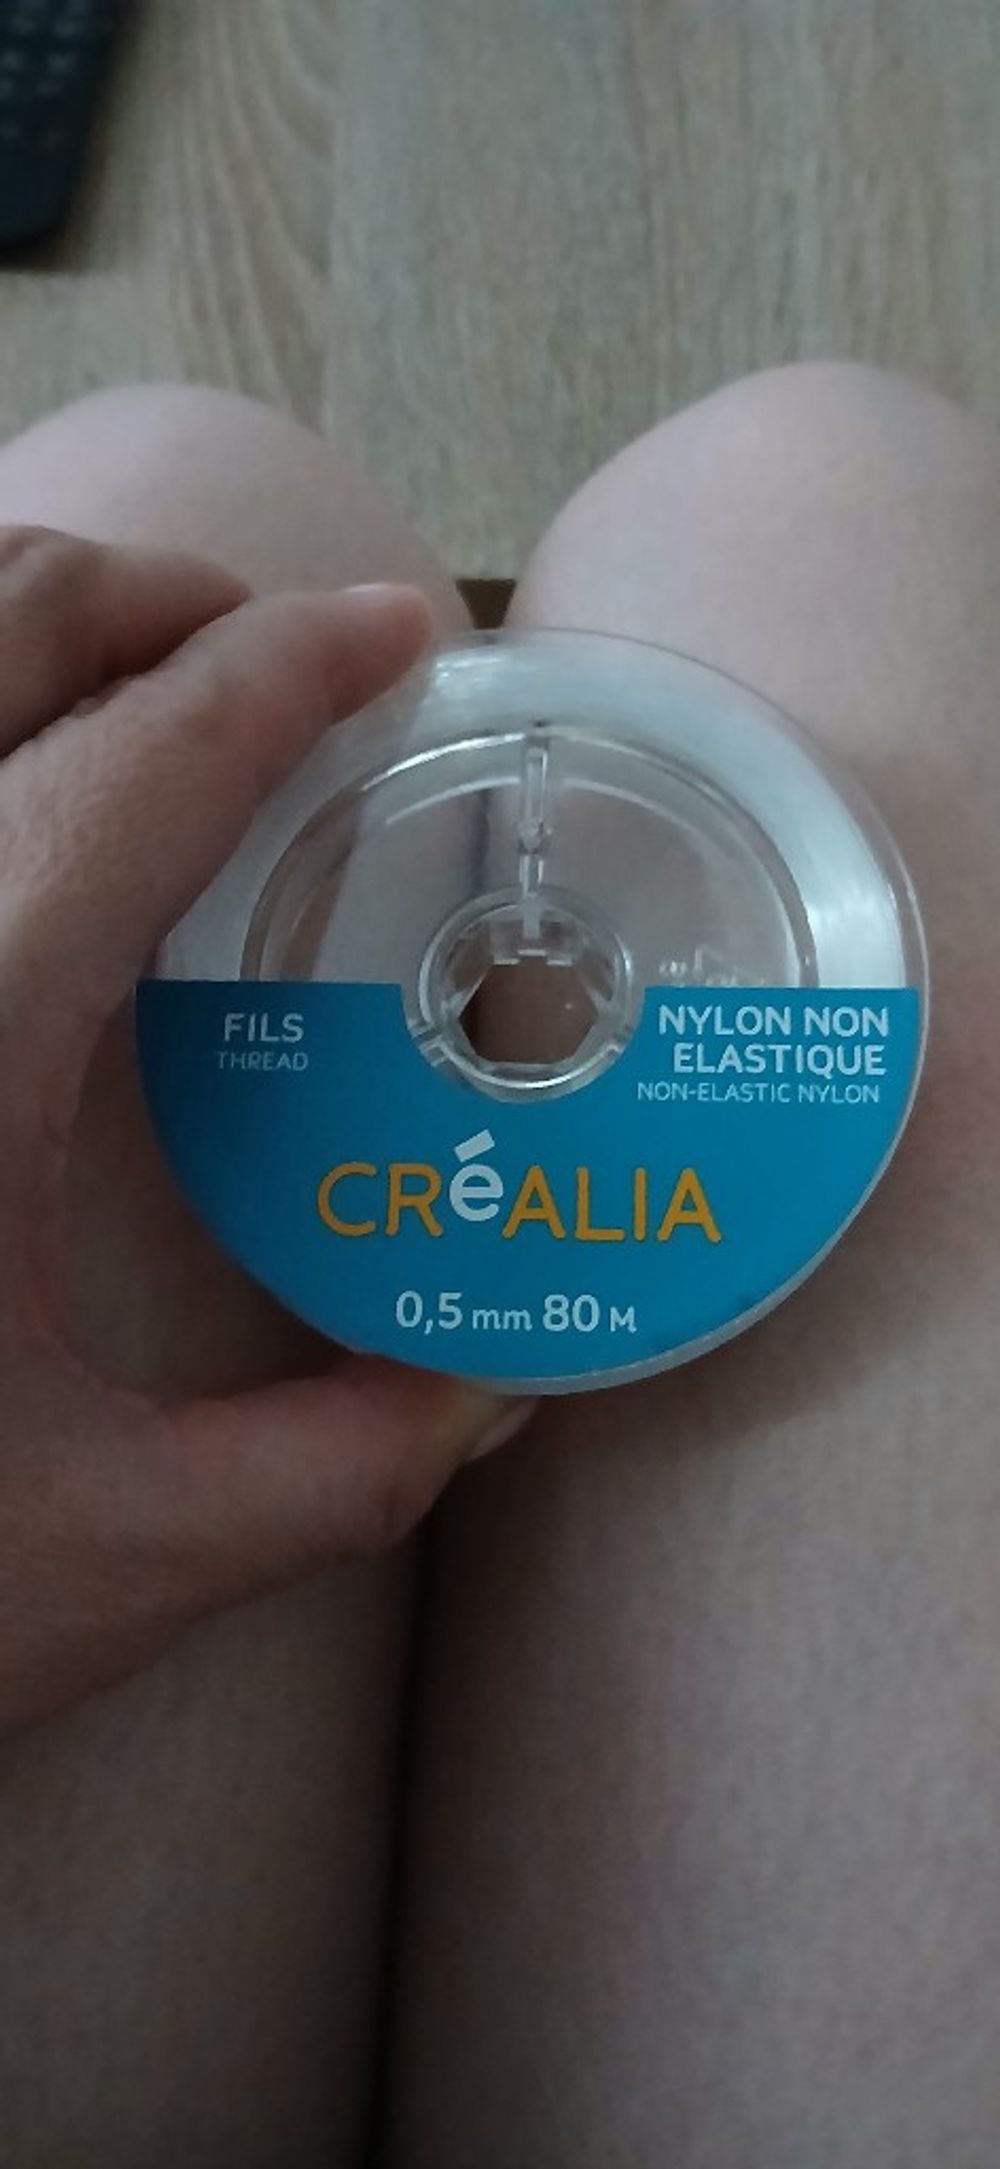 FILS
THREAD
NYLON NON
ELASTIQUE
NON-ELASTIC NYLON
CRéALIA
0,5 mm 80 M